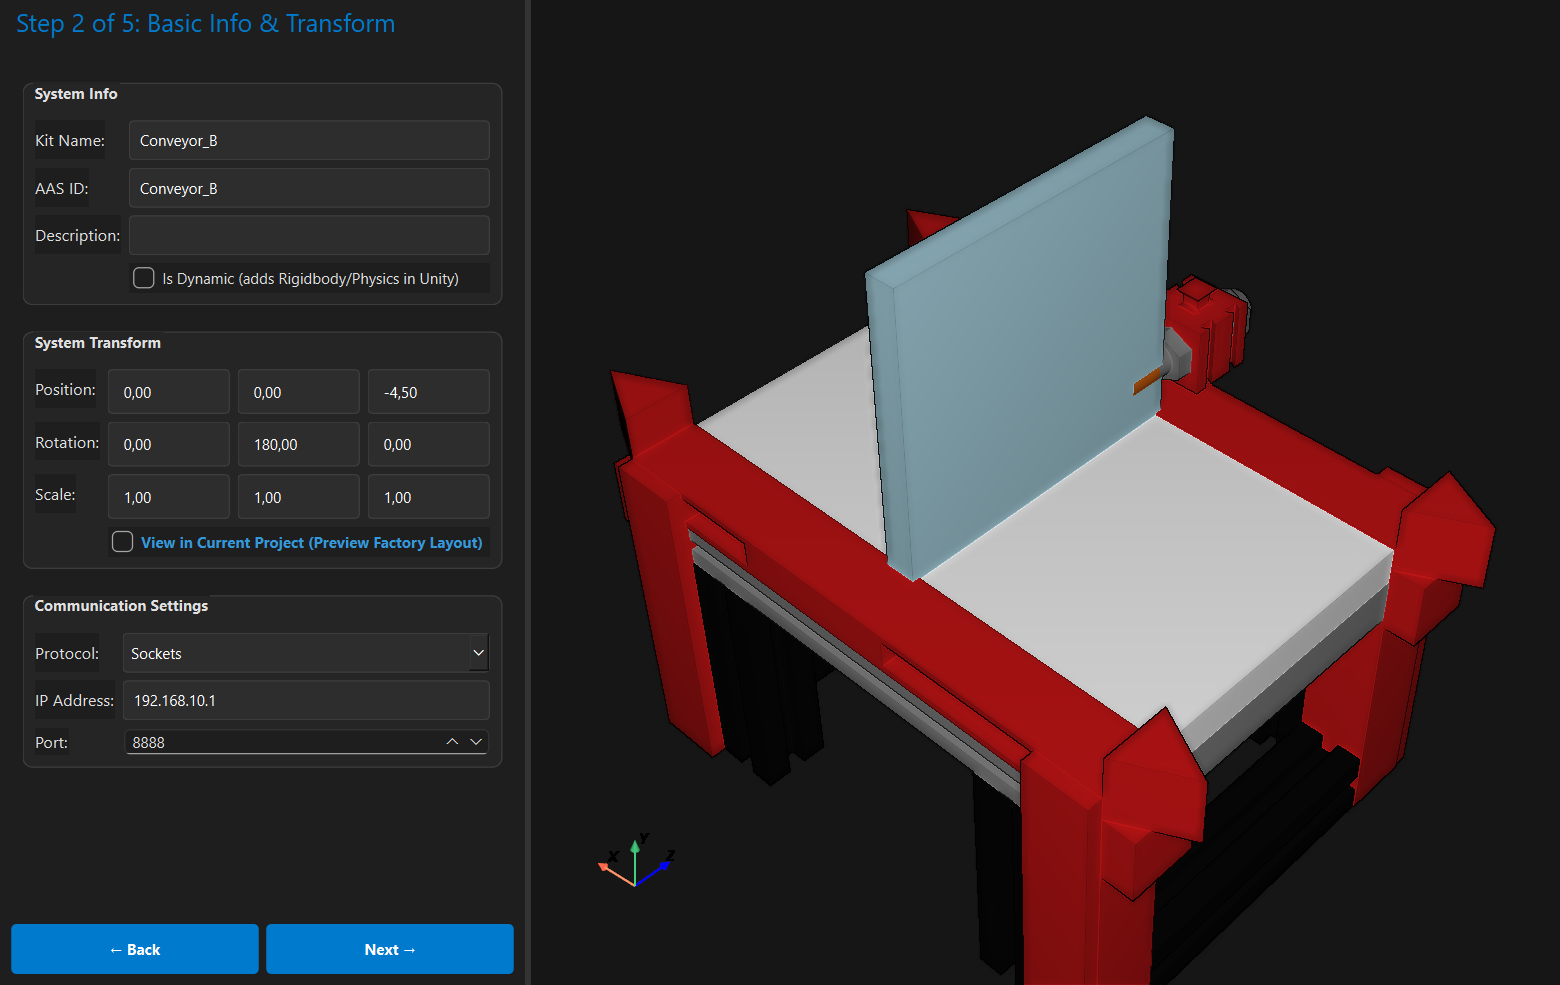 Step 2 of 5: Basic Info & Transform
System Info
Kit Name: Conveyor_B
AAS ID: Conveyor_B
Description:
Is Dynamic (adds Rigidbody/Physics in Unity)
System Transform
Position: 0,00 0,00 -4,50
Rotation: 0,00 180,00 0,00
Scale: 1,00 1,00 1,00
View in Current Project (Preview Factory Layout)
Communication Settings
Protocol: Sockets
IP Address: 192.168.10.1
Port: 8888
← Back Next →
X Y Z